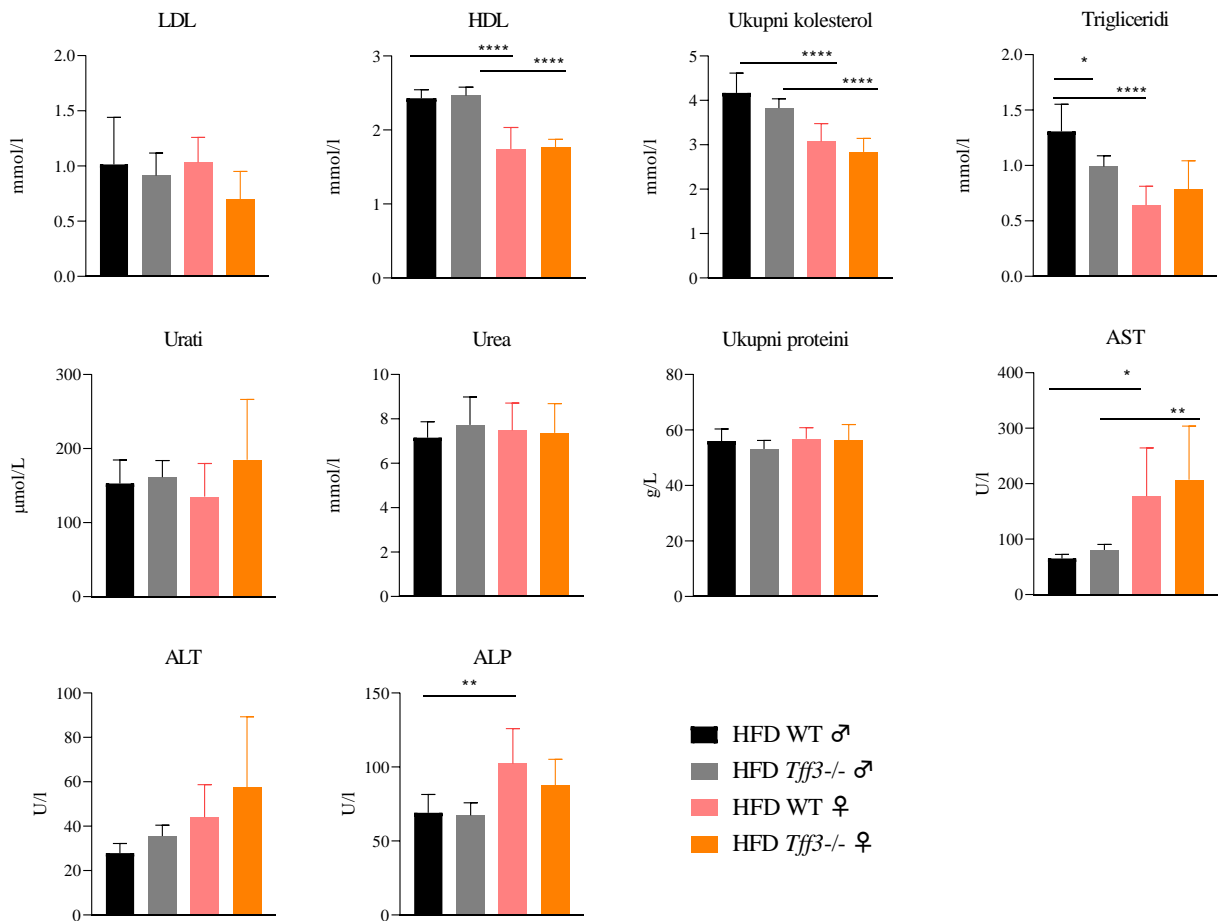 LDL
2.0
1.5
1.0
0.5
0.0
mmol/l
HDL
****
****
3
2
1
0
mmol/l
Ukupni kolesterol
****
****
5
4
3
2
1
0
mmol/l
Trigliceridi
*
****
2.0
1.5
1.0
0.5
0.0
mmol/l
Urati
300
200
100
0
µmol/L
Urea
10
8
6
4
2
0
mmol/l
Ukupni proteini
80
60
40
20
0
g/L
AST
*
**
400
300
200
100
0
U/l
ALT
100
80
60
40
20
0
U/l
ALP
**
150
100
50
0
U/l
HFD WT ♂
HFD Tff3-/- ♂
HFD WT ♀
HFD Tff3-/- ♀